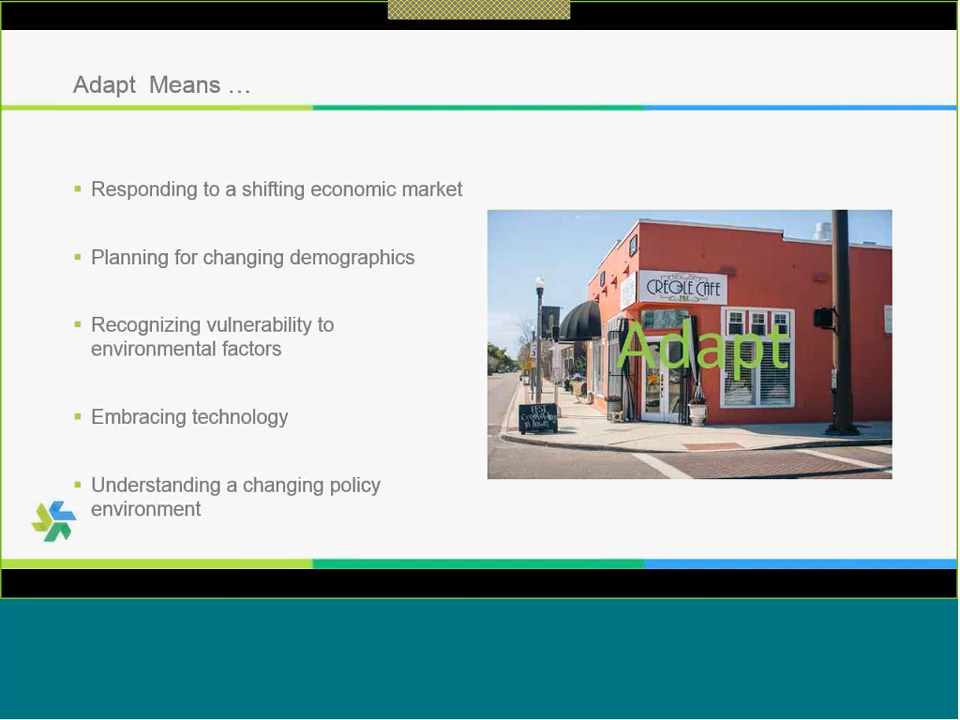 Adapt Means …
Responding to a shifting economic market
Planning for changing demographics
Recognizing vulnerability to
environmental factors
Embracing technology
Understanding a changing policy
environment
CREOLE CAFE
Adapt